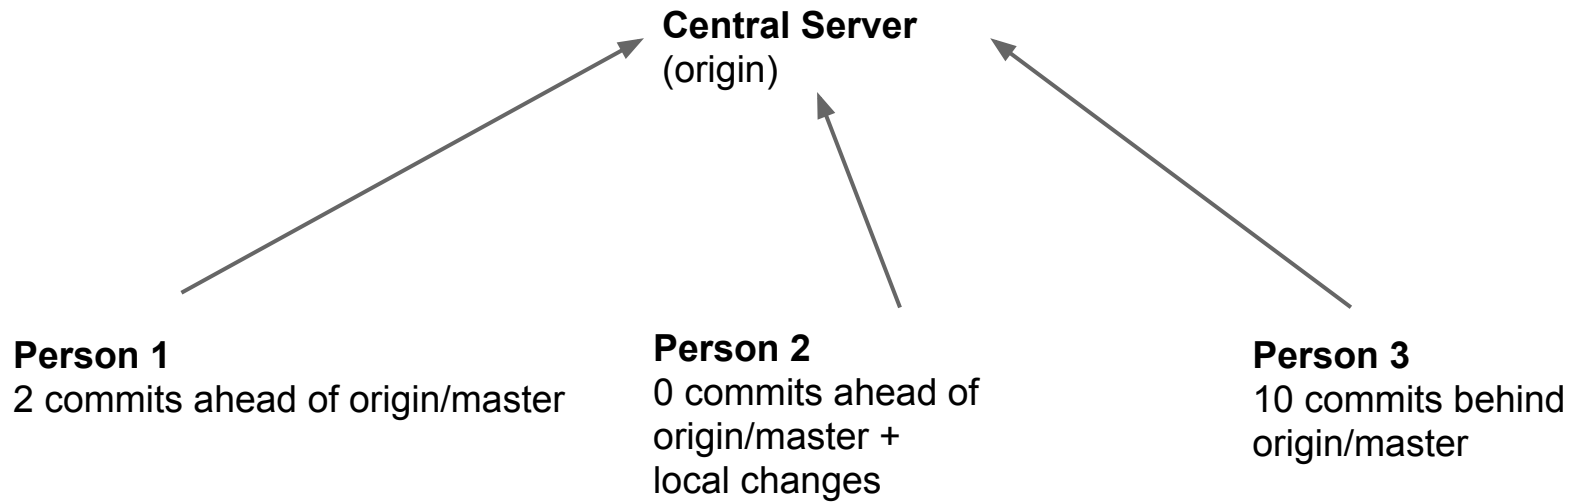 Central Server
(origin)
Person 1
2 commits ahead of origin/master
Person 2
0 commits ahead of
origin/master +
local changes
Person 3
10 commits behind
origin/master